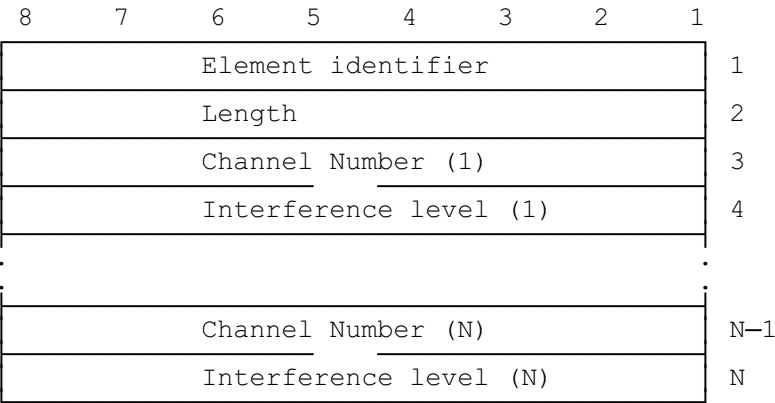 8 7 6 5 4 3 2 1
Element identifier 1
Length 2
Channel Number (1) 3
Interference level (1) 4
Channel Number (N) N-1
Interference level (N) N